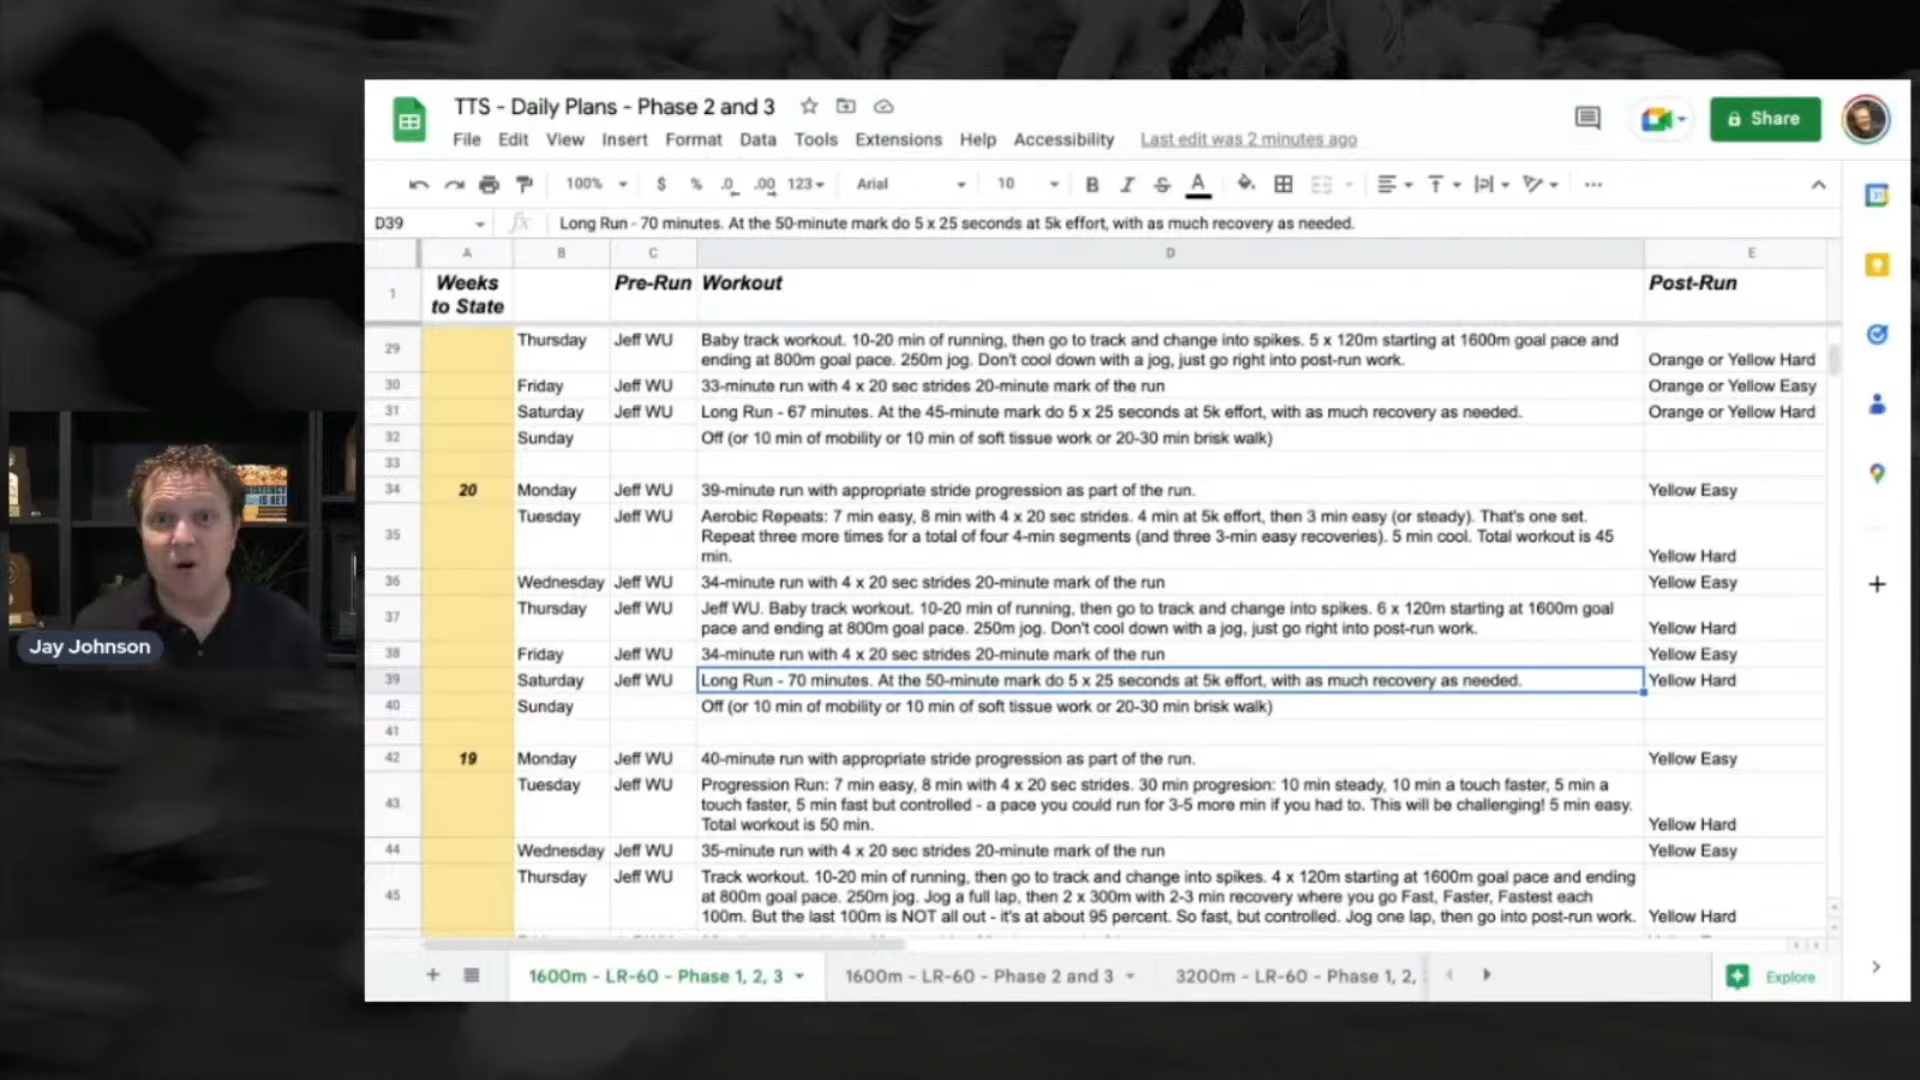 TTS - Daily Plans - Phase 2 and 3
File Edit View Insert Format Data Tools Extensions Help Accessibility Last edit was 2 minutes ago
Share
100% $ % .0 .00 123 Arial 10 B I S A
D39 fx Long Run - 70 minutes. At the 50-minute mark do 5 x 25 seconds at 5k effort, with as much recovery as needed.
A B C D E
1 Weeks to State Pre-Run Workout Post-Run
29 Thursday Jeff WU Baby track workout. 10-20 min of running, then go to track and change into spikes. 5 x 120m starting at 1600m goal pace and
ending at 800m goal pace. 250m jog. Don't cool down with a jog, just go right into post-run work. Orange or Yellow Hard
30 Friday Jeff WU 33-minute run with 4 x 20 sec strides 20-minute mark of the run Orange or Yellow Easy
31 Saturday Jeff WU Long Run - 67 minutes. At the 45-minute mark do 5 x 25 seconds at 5k effort, with as much recovery as needed. Orange or Yellow Hard
32 Sunday Off (or 10 min of mobility or 10 min of soft tissue work or 20-30 min brisk walk)
33
34 20 Monday Jeff WU 39-minute run with appropriate stride progression as part of the run. Yellow Easy
35 Tuesday Jeff WU Aerobic Repeats: 7 min easy, 8 min with 4 x 20 sec strides. 4 min at 5k effort, then 3 min easy (or steady). That's one set.
Repeat three more times for a total of four 4-min segments (and three 3-min easy recoveries). 5 min cool. Total workout is 45
min. Yellow Hard
36 Wednesday Jeff WU 34-minute run with 4 x 20 sec strides 20-minute mark of the run Yellow Easy
37 Thursday Jeff WU Jeff WU. Baby track workout. 10-20 min of running, then go to track and change into spikes. 6 x 120m starting at 1600m goal
pace and ending at 800m goal pace. 250m jog. Don't cool down with a jog, just go right into post-run work. Yellow Hard
38 Friday Jeff WU 34-minute run with 4 x 20 sec strides 20-minute mark of the run Yellow Easy
39 Saturday Jeff WU Long Run - 70 minutes. At the 50-minute mark do 5 x 25 seconds at 5k effort, with as much recovery as needed. Yellow Hard
40 Sunday Off (or 10 min of mobility or 10 min of soft tissue work or 20-30 min brisk walk)
41
42 19 Monday Jeff WU 40-minute run with appropriate stride progression as part of the run. Yellow Easy
43 Tuesday Jeff WU Progression Run: 7 min easy, 8 min with 4 x 20 sec strides. 30 min progresion: 10 min steady, 10 min a touch faster, 5 min a
touch faster, 5 min fast but controlled - a pace you could run for 3-5 more min if you had to. This will be challenging! 5 min easy.
Total workout is 50 min. Yellow Hard
44 Wednesday Jeff WU 35-minute run with 4 x 20 sec strides 20-minute mark of the run Yellow Easy
45 Thursday Jeff WU Track workout. 10-20 min of running, then go to track and change into spikes. 4 x 120m starting at 1600m goal pace and ending
at 800m goal pace. 250m jog. Jog a full lap, then 2 x 300m with 2-3 min recovery where you go Fast, Faster, Fastest each
100m. But the last 100m is NOT all out - it's at about 95 percent. So fast, but controlled. Jog one lap, then go into post-run work. Yellow Hard
1600m - LR-60 - Phase 1, 2, 3 1600m - LR-60 - Phase 2 and 3 3200m - LR-60 - Phase 1, 2, Explore
Jay Johnson